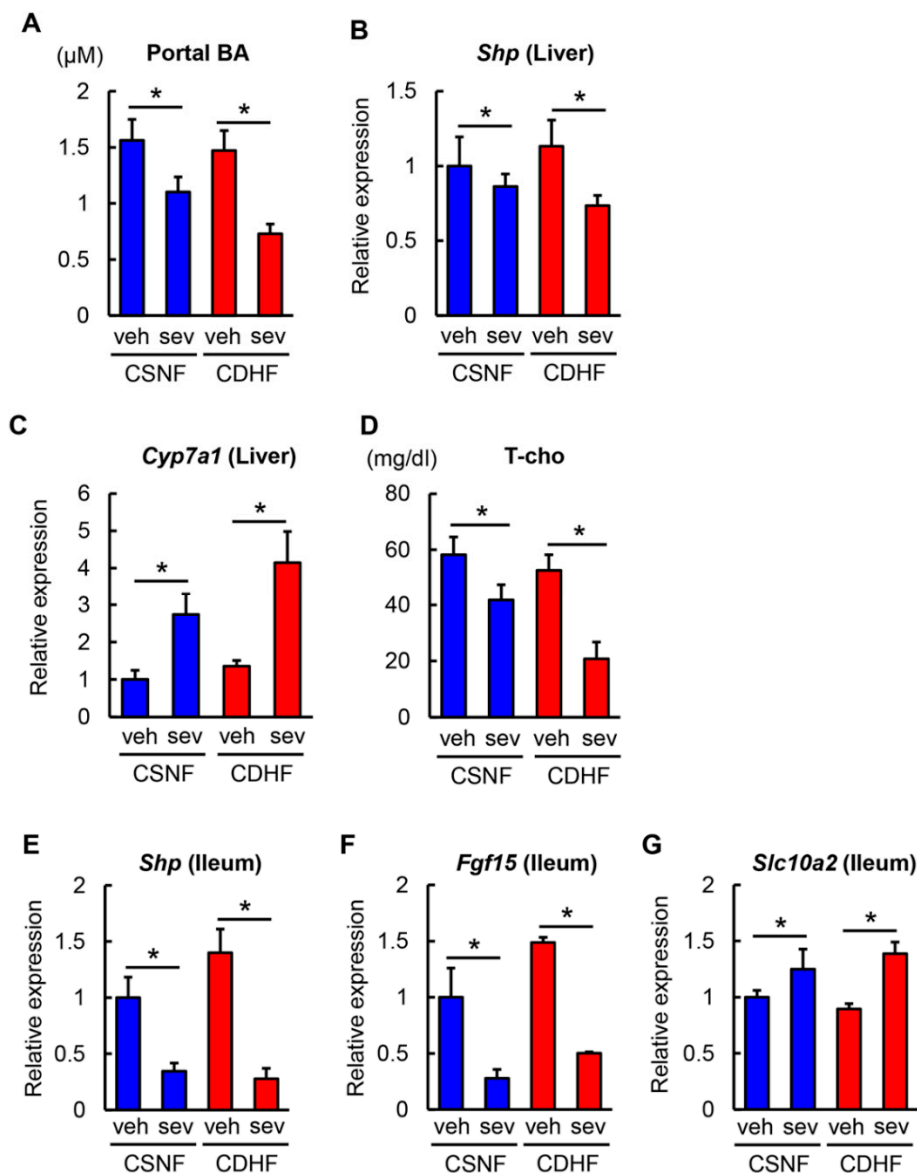 A
(μM)
Portal BA
2
1.5
1
0.5
0
*
*
veh sev veh sev
CSNF CDHF
B
Shp (Liver)
Relative expression
1.5
1
0.5
0
*
*
veh sev veh sev
CSNF CDHF
C
Cyp7a1 (Liver)
Relative expression
6
5
4
3
2
1
0
*
*
veh sev veh sev
CSNF CDHF
D
(mg/dl)
T-cho
80
60
40
20
0
*
*
veh sev veh sev
CSNF CDHF
E
Shp (Ileum)
Relative expression
2
1.5
1
0.5
0
*
*
veh sev veh sev
CSNF CDHF
F
Fgf15 (Ileum)
Relative expression
2
1.5
1
0.5
0
*
*
veh sev veh sev
CSNF CDHF
G
Slc10a2 (Ileum)
Relative expression
2
1.5
1
0.5
0
*
*
veh sev veh sev
CSNF CDHF